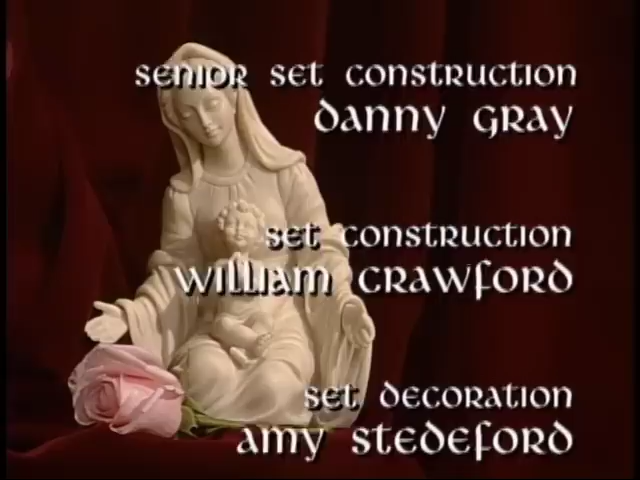 senior set construction
danny gray
set construction
william crawford
set decoration
amy stedeford